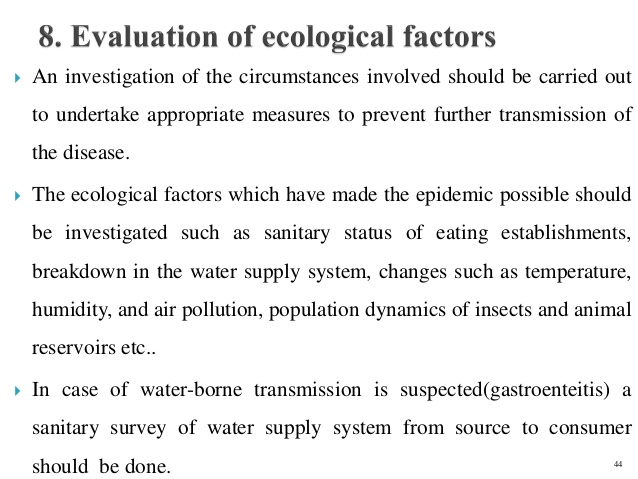 8. Evaluation of ecological factors
An investigation of the circumstances involved should be carried out
to undertake appropriate measures to prevent further transmission of
the disease.
The ecological factors which have made the epidemic possible should
be investigated such as sanitary status of eating establishments,
breakdown in the water supply system, changes such as temperature,
humidity, and air pollution, population dynamics of insects and animal
reservoirs etc..
In case of water-borne transmission is suspected(gastroenteitis) a
sanitary survey of water supply system from source to consumer
should be done.
44